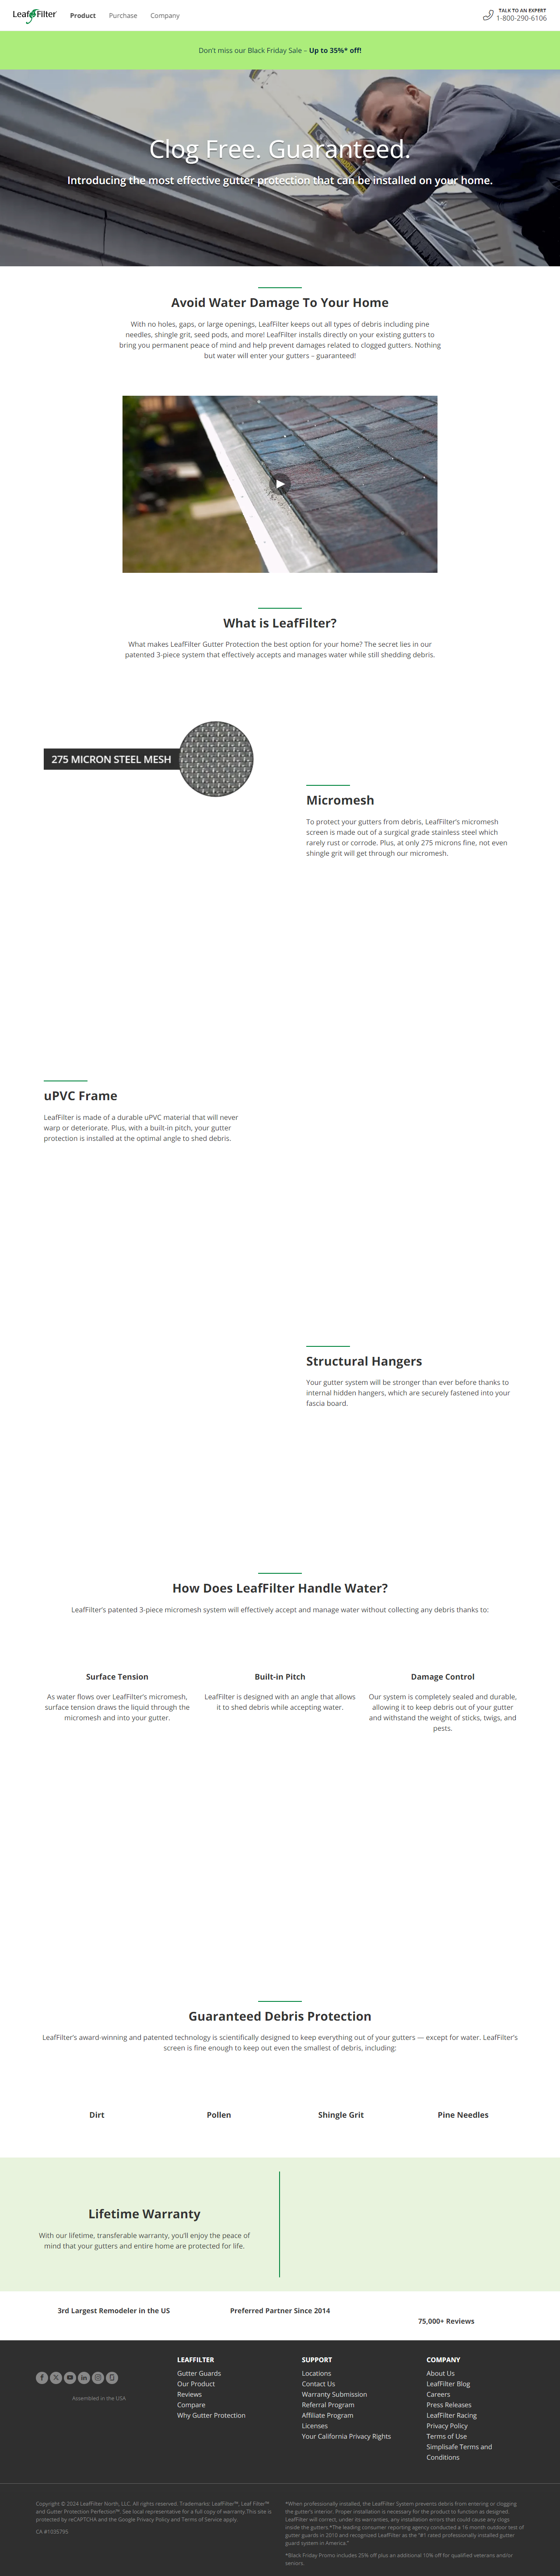 LeafFilter
Product Purchase Company
TALK TO AN EXPERT
1-800-290-6106
Don't miss our Black Friday Sale – Up to 35%* off!
Clog Free. Guaranteed.
Introducing the most effective gutter protection that can be installed on your home.
Avoid Water Damage To Your Home
With no holes, gaps, or large openings, LeafFilter keeps out all types of debris including pine
needles, shingle grit, seed pods, and more! LeafFilter installs directly on your existing gutters to
bring you permanent peace of mind and help prevent damages related to clogged gutters. Nothing
but water will enter your gutters – guaranteed!
What is LeafFilter?
What makes LeafFilter Gutter Protection the best option for your home? The secret lies in our
patented 3-piece system that effectively accepts and manages water while still shedding debris.
275 MICRON STEEL MESH
Micromesh
To protect your gutters from debris, LeafFilter's micromesh
screen is made out of a surgical grade stainless steel which
rarely rust or corrode. Plus, at only 275 microns fine, not even
shingle grit will get through our micromesh.
uPVC Frame
LeafFilter is made of a durable uPVC material that will never
warp or deteriorate. Plus, with a built-in pitch, your gutter
protection is installed at the optimal angle to shed debris.
Structural Hangers
Your gutter system will be stronger than ever before thanks to
internal hidden hangers, which are securely fastened into your
fascia board.
How Does LeafFilter Handle Water?
LeafFilter's patented 3-piece micromesh system will effectively accept and manage water without collecting any debris thanks to:
Surface Tension
As water flows over LeafFilter's micromesh,
surface tension draws the liquid through the
micromesh and into your gutter.
Built-in Pitch
LeafFilter is designed with an angle that allows
it to shed debris while accepting water.
Damage Control
Our system is completely sealed and durable,
allowing it to keep debris out of your gutter
and withstand the weight of sticks, twigs, and
pests.
Guaranteed Debris Protection
LeafFilter's award-winning and patented technology is scientifically designed to keep everything out of your gutters — except for water. LeafFilter's
screen is fine enough to keep out even the smallest of debris, including:
Dirt
Pollen
Shingle Grit
Pine Needles
Lifetime Warranty
With our lifetime, transferable warranty, you'll enjoy the peace of
mind that your gutters and entire home are protected for life.
3rd Largest Remodeler in the US
Preferred Partner Since 2014
75,000+ Reviews
Assembled in the USA
LEAFFILTER
Gutter Guards
Our Product
Reviews
Compare
Why Gutter Protection
SUPPORT
Locations
Contact Us
Warranty Submission
Referral Program
Affiliate Program
Licenses
Your California Privacy Rights
COMPANY
About Us
LeafFilter Blog
Careers
Press Releases
LeafFilter Racing
Privacy Policy
Terms of Use
Simplisafe Terms and
Conditions
Copyright © 2024 LeafFilter North, LLC. All rights reserved. Trademarks: LeafFilter™, Leaf Filter™
and Gutter Protection Perfection™. See local representative for a full copy of warranty.This site is
protected by reCAPTCHA and the Google Privacy Policy and Terms of Service apply.
CA #1035795
*When professionally installed, the LeafFilter System prevents debris from entering or clogging
the gutter's interior. Proper installation is necessary for the product to function as designed.
LeafFilter will correct, under its warranties, any installation errors that could cause any clogs
inside the gutters.*The leading consumer reporting agency conducted a 16 month outdoor test of
gutter guards in 2010 and recognized LeafFilter as the "#1 rated professionally installed gutter
guard system in America."
*Black Friday Promo includes 25% off plus an additional 10% off for qualified veterans and/or
seniors.